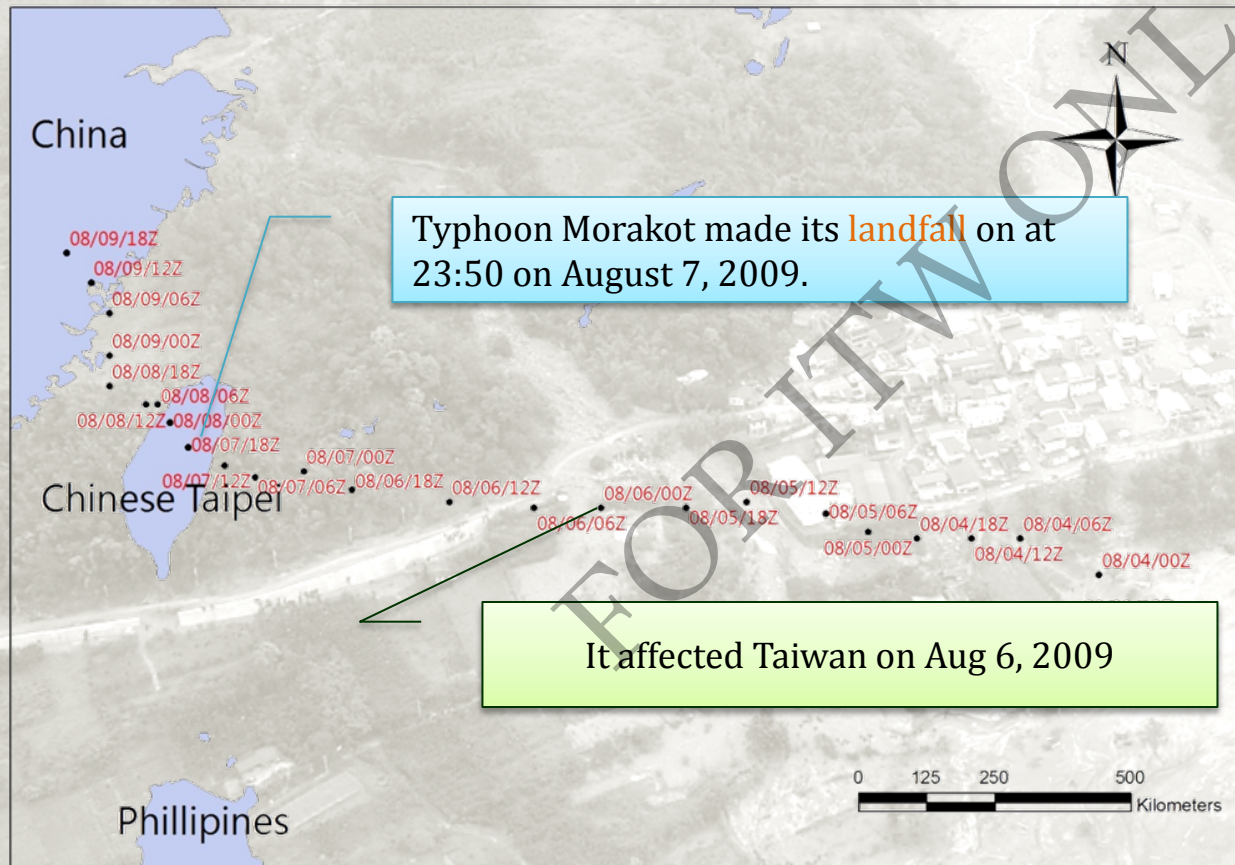 N
China
Typhoon Morakot made its landfall on at
23:50 on August 7, 2009.
08/09/18Z
08/09/12Z
08/09/06Z
08/09/00Z
08/08/18Z
08/08/06Z
08/08/12Z
08/08/00Z
08/07/18Z
08/07/12Z
08/07/06Z
08/07/00Z
08/06/18Z
08/06/12Z
08/06/06Z
08/06/00Z
08/05/18Z
08/05/12Z
08/05/06Z
08/05/00Z
08/04/18Z
08/04/12Z
08/04/06Z
08/04/00Z
Chinese Taipei
It affected Taiwan on Aug 6, 2009
Phillipines
0 125 250 500
Kilometers
FOR ITW ONL